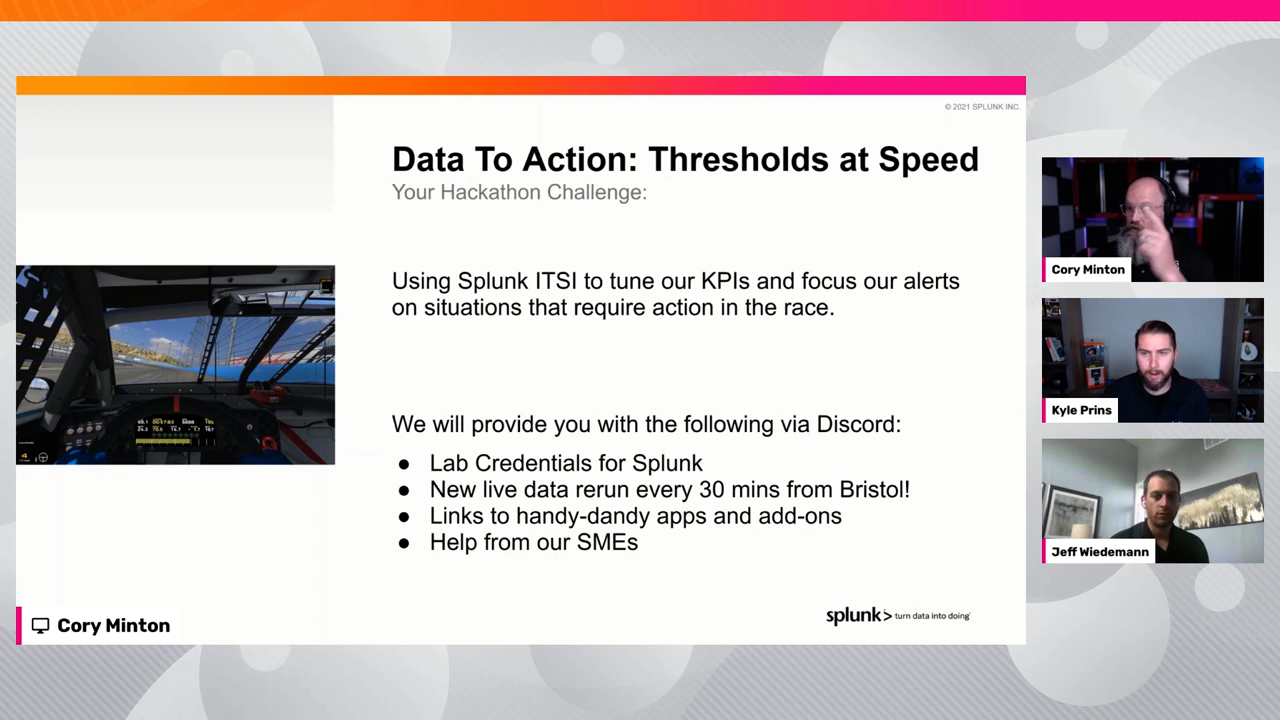 © 2021 SPLUNK INC.
Data To Action: Thresholds at Speed
Your Hackathon Challenge:
Using Splunk ITSI to tune our KPIs and focus our alerts
on situations that require action in the race.
We will provide you with the following via Discord:
● Lab Credentials for Splunk
● New live data rerun every 30 mins from Bristol!
● Links to handy-dandy apps and add-ons
● Help from our SMEs
splunk> turn data into doing®
Cory Minton
Cory Minton
Kyle Prins
Jeff Wiedemann